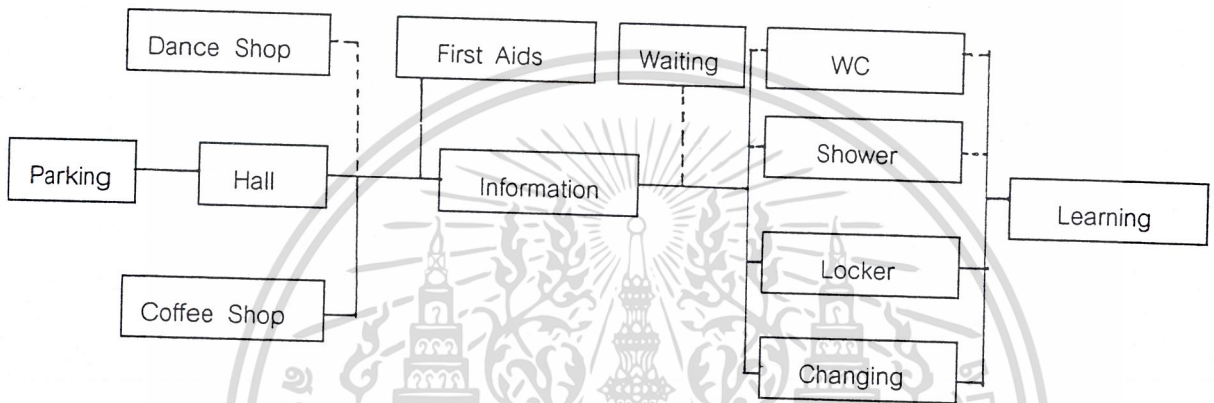 Dance Shop
First Aids
Waiting
WC
Parking
Hall
Information
Shower
Learning
Coffee Shop
Locker
Changing